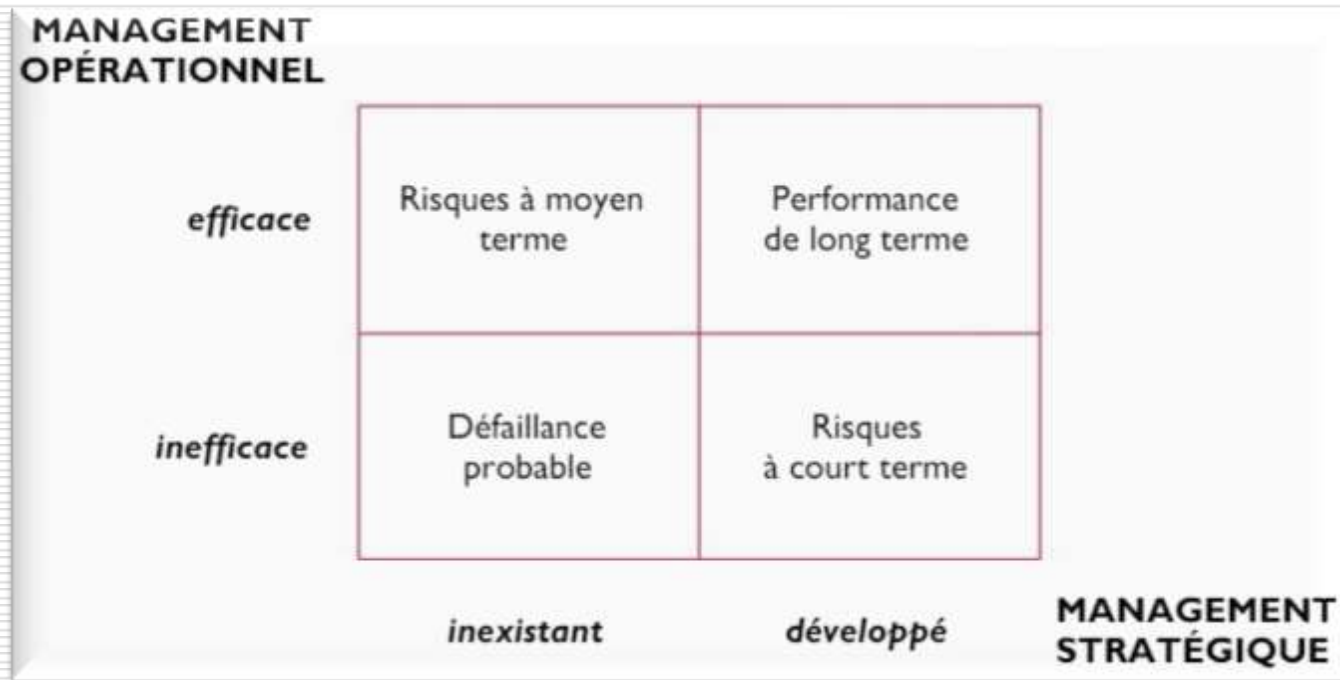 MANAGEMENT
OPÉRATIONNEL
efficace
Risques à moyen
terme
Performance
de long terme
inefficace
Défaillance
probable
Risques
à court terme
inexistant
développé
MANAGEMENT
STRATÉGIQUE